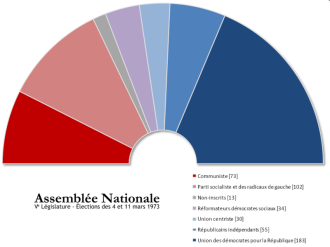 Assemblée Nationale
Vᵉ Législature - Élections des 4 et 11 mars 1973
Communiste [73]
Parti socialiste et des radicaux de gauche [102]
Non-inscrits [13]
Réformateurs démocrates sociaux [34]
Union centriste [30]
Républicains indépendants [55]
Union des démocrates pour la République [183]